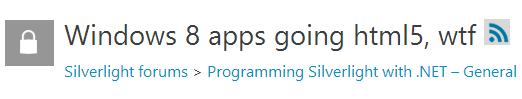 Windows 8 apps going html5, wtf
Silverlight forums > Programming Silverlight with .NET – General